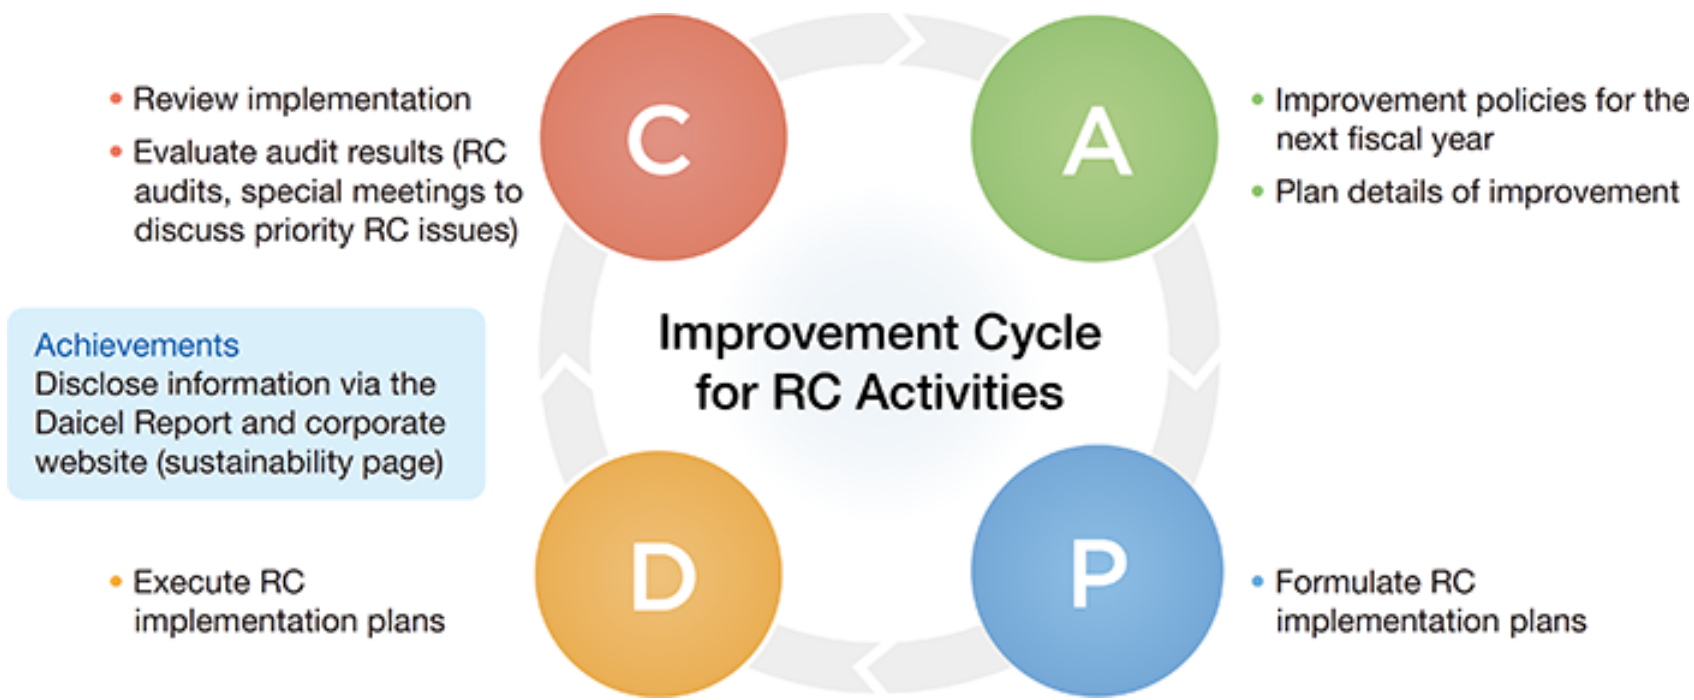 C
• Review implementation
• Evaluate audit results (RC
audits, special meetings to
discuss priority RC issues)
A
• Improvement policies for the
next fiscal year
• Plan details of improvement
Improvement Cycle
for RC Activities
Achievements
Disclose information via the
Daicel Report and corporate
website (sustainability page)
D
• Execute RC
implementation plans
P
• Formulate RC
implementation plans